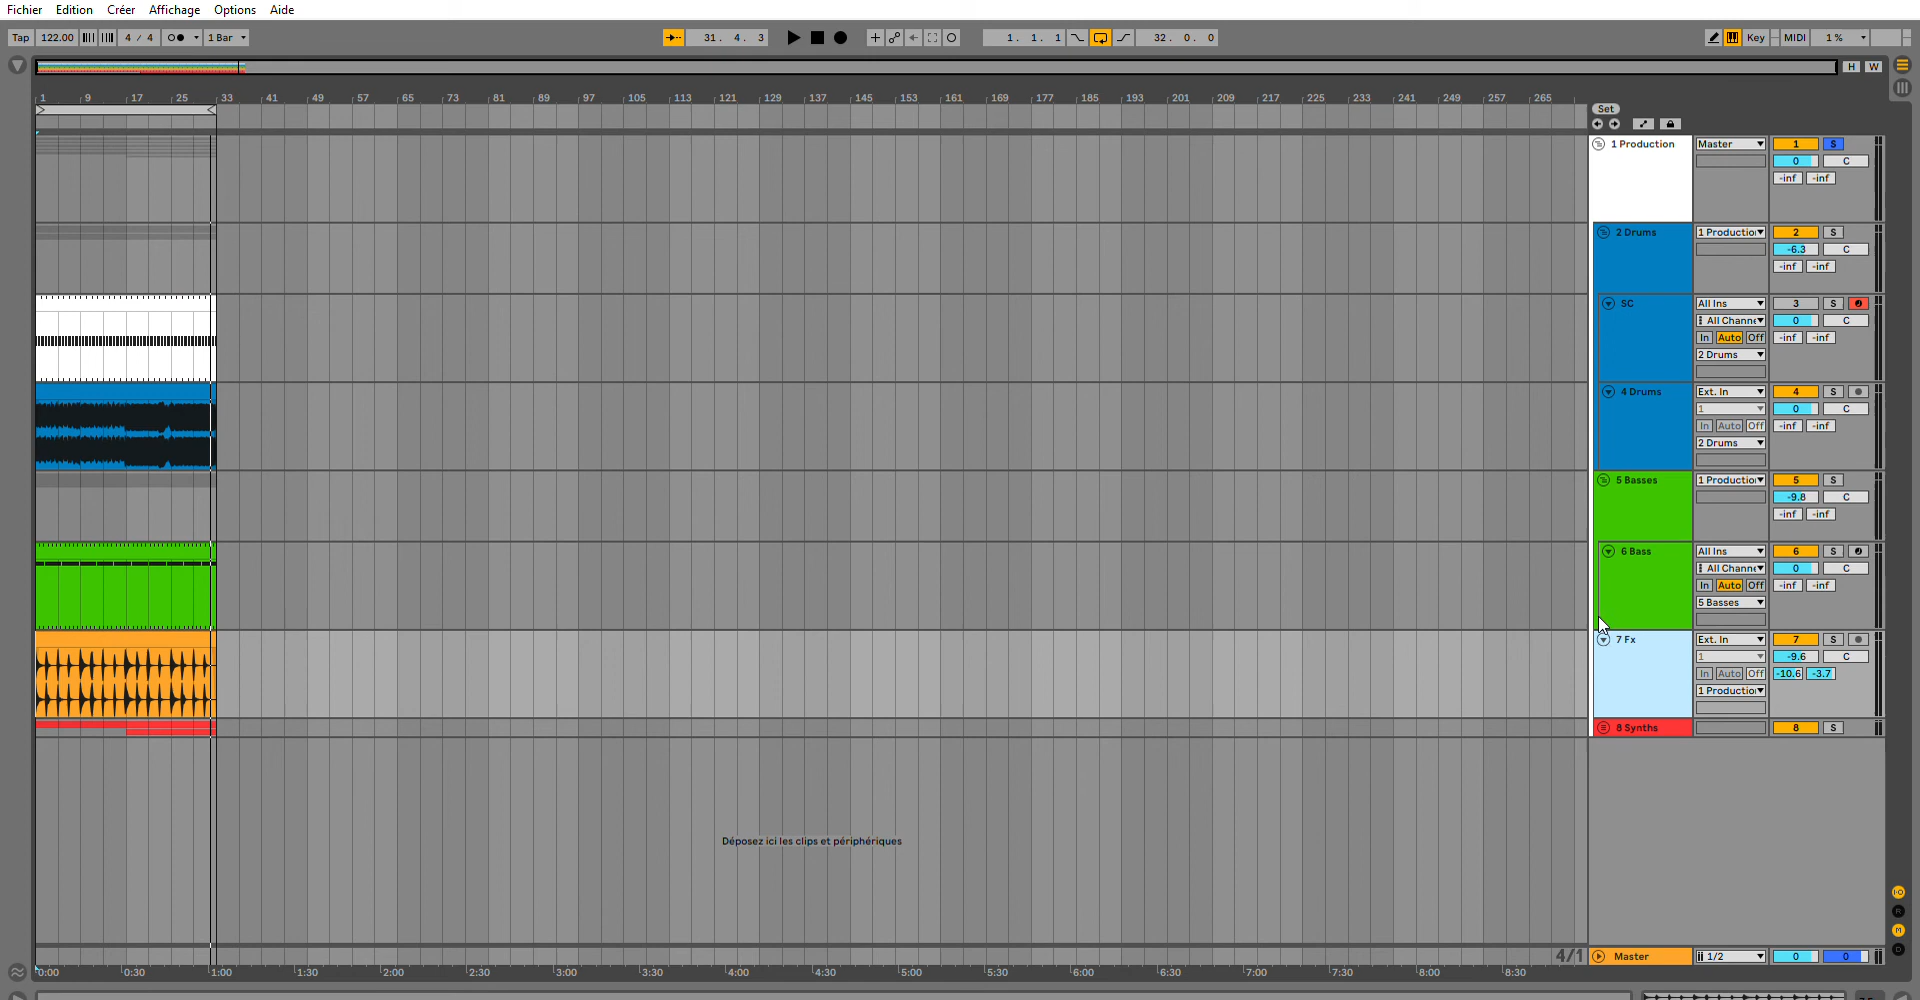 Fichier Edition Créer Affichage Options Aide
Tap 122.00 4 / 4 1 Bar 31. 4. 3 1. 1. 1 32. 0. 0 Key MIDI 1 %
H W
1 9 17 25 33 41 49 57 65 73 81 89 97 105 113 121 129 137 145 153 161 169 177 185 193 201 209 217 225 233 241 249 257 265
Set
1 Production Master 1 S
0 C
-inf -inf
2 Drums 1 Productio 2 S
-6.3 C
-inf -inf
SC All Ins 3 S
All Channe 0 C
In Auto Off -inf -inf
2 Drums
4 Drums Ext. In 4 S
1 0 C
In Auto Off -inf -inf
2 Drums
5 Basses 1 Productio 5 S
-9.8 C
-inf -inf
6 Bass All Ins 6 S
All Channe 0 C
In Auto Off -inf -inf
5 Basses
7 Fx Ext. In 7 S
1 -9.6 C
In Auto Off -10.6 -3.7
1 Productio
8 Synths 8 S
Déposez ici les clips et périphériques
I·O
R
M
D
4/1 Master 1/2 0 0
0:00 0:30 1:00 1:30 2:00 2:30 3:00 3:30 4:00 4:30 5:00 5:30 6:00 6:30 7:00 7:30 8:00 8:30